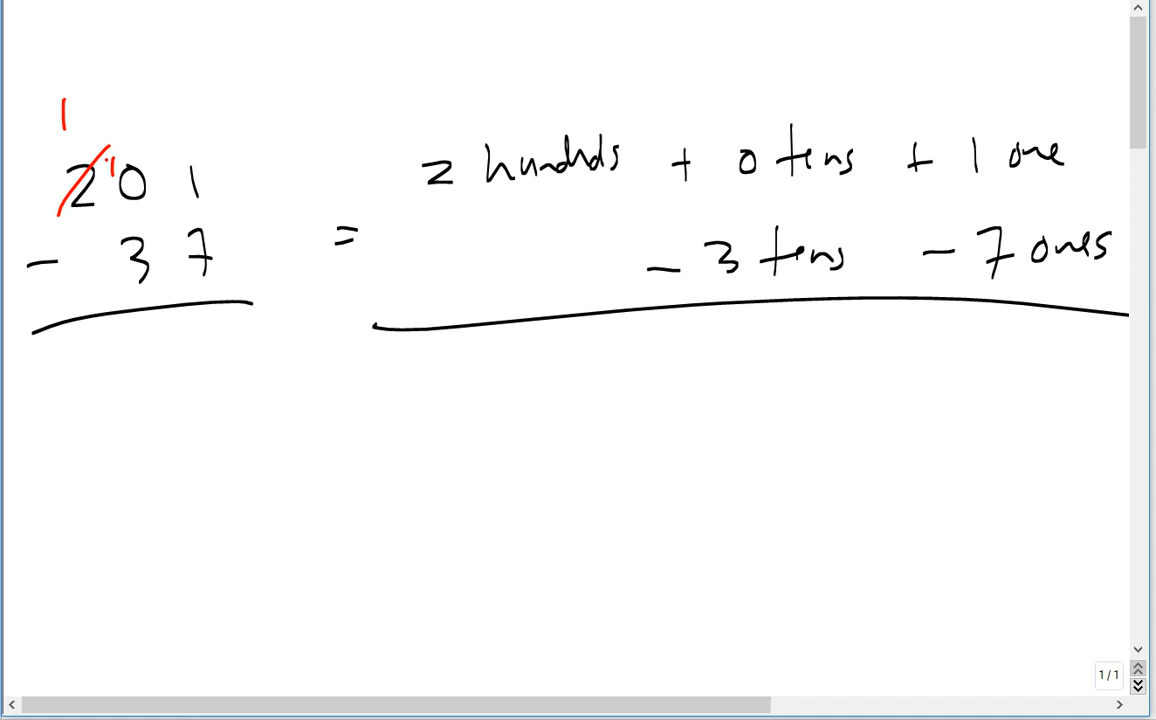 1
2 1 0 1 = 2 hundreds + 0 tens + 1 one
- 3 7 - 3 tens - 7 ones
1 / 1